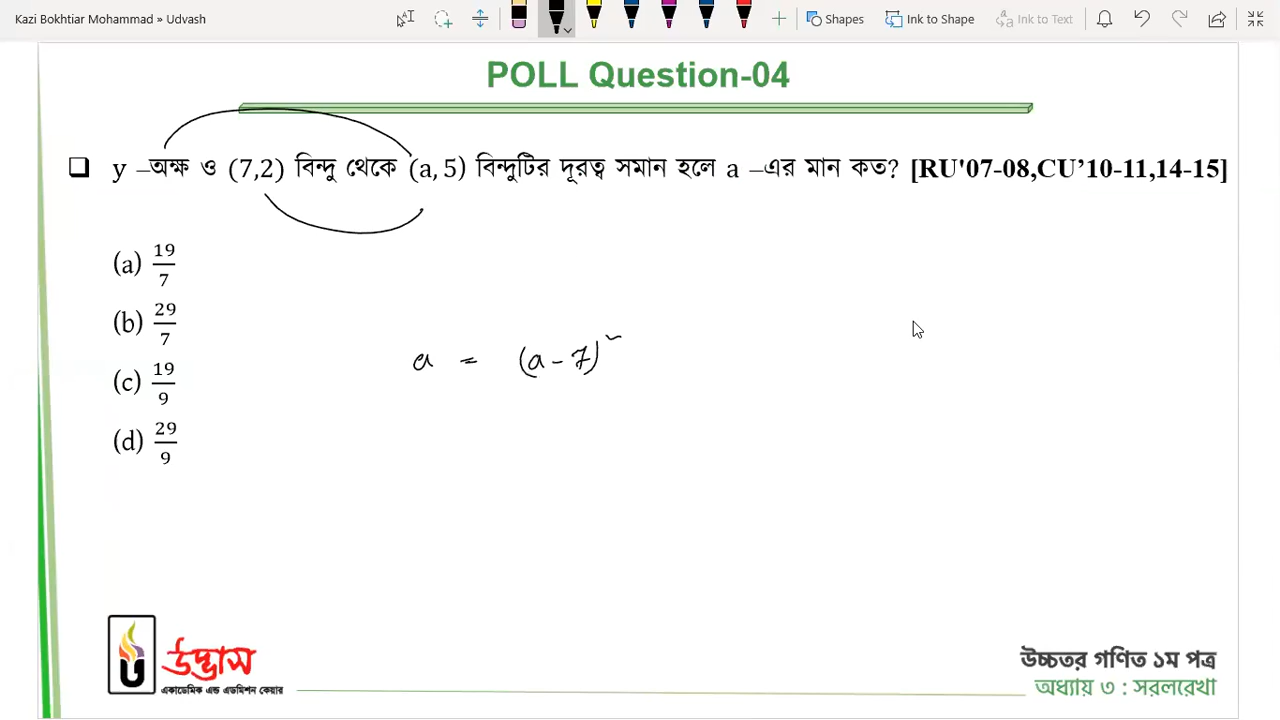 Kazi Bokhtiar Mohammad » Udvash
Shapes
Ink to Shape
Ink to Text
POLL Question-04
y –অক্ষ ও (7,2) বিন্দু থেকে (a, 5) বিন্দুটির দূরত্ব সমান হলে a –এর মান কত? [RU'07-08,CU’10-11,14-15]
(a) 19/7
(b) 29/7
(c) 19/9
(d) 29/9
a = (a - 7)²
উদ্ভাস
একাডেমিক এন্ড এডমিশন কেয়ার
উচ্চতর গণিত ১ম পত্র
অধ্যায় ৩ : সরলরেখা